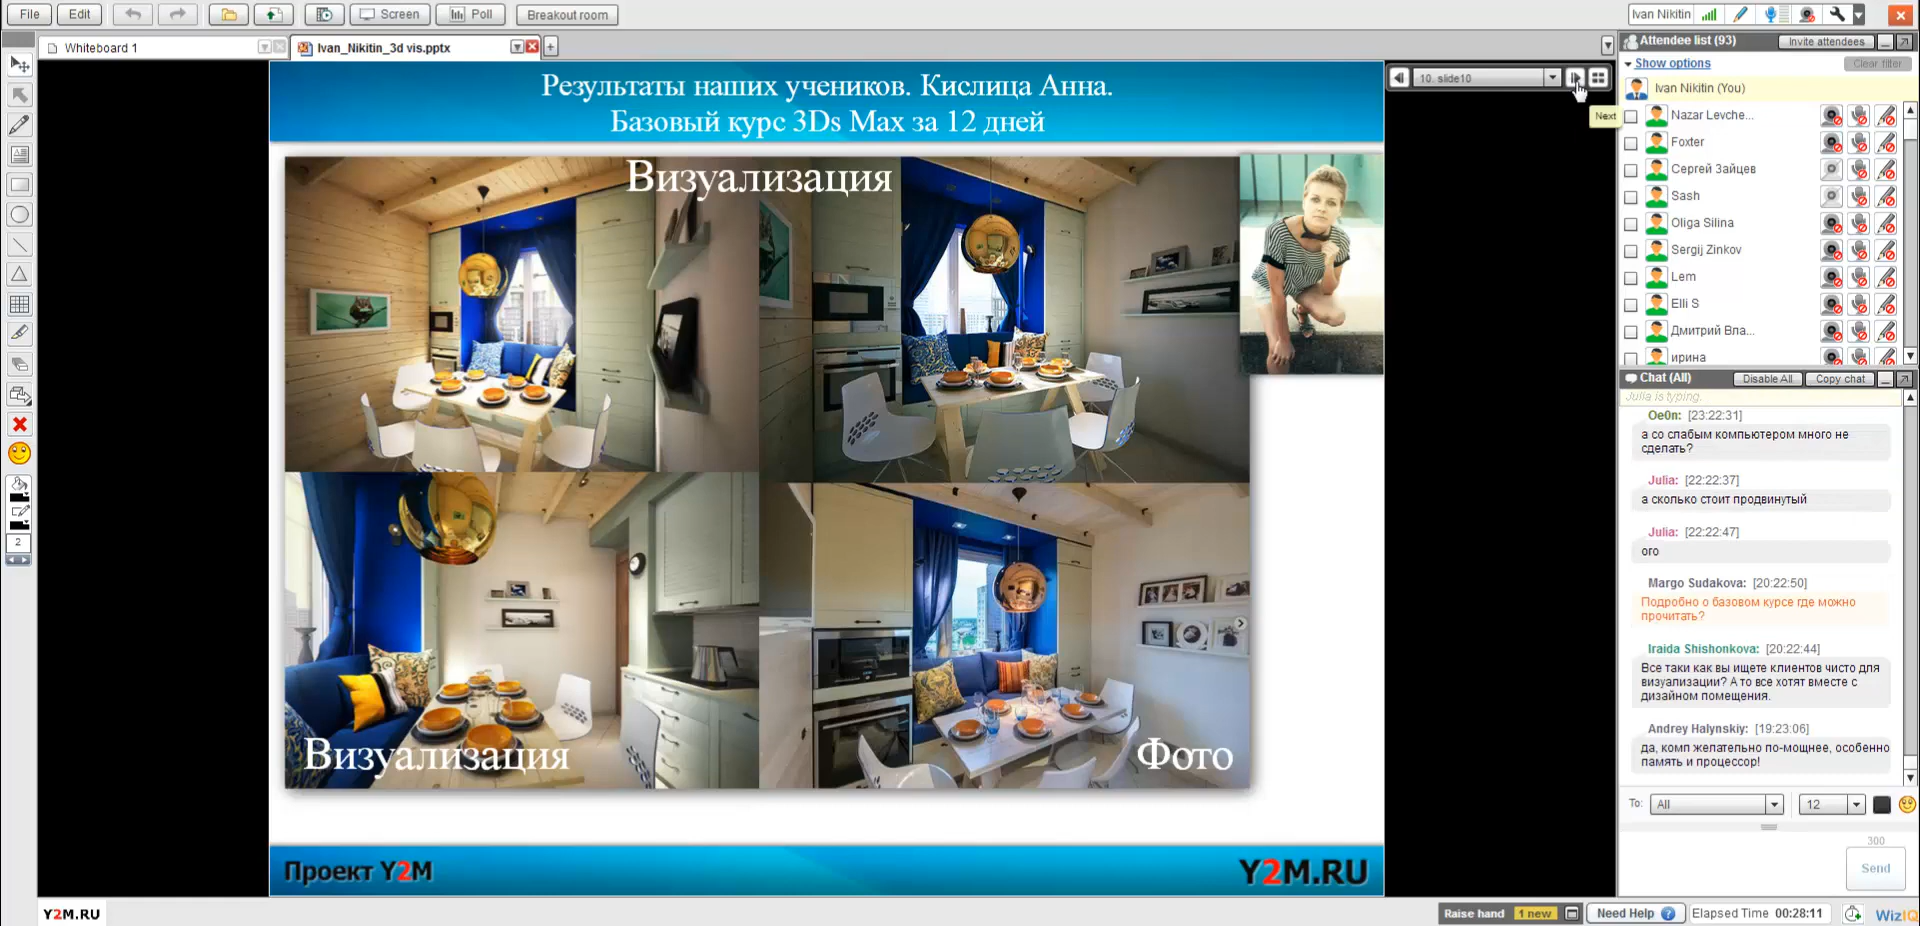 File
Edit
Screen
Poll
Breakout room
Ivan Nikitin
Whiteboard 1
Ivan_Nikitin_3d vis.pptx
Результаты наших учеников. Кислица Анна.
Базовый курс 3Ds Max за 12 дней
Визуализация
Визуализация
Фото
Проект Y2M
Y2M.RU
10. slide10
Next
Attendee list (93)
Invite attendees
Show options
Clear filter
Ivan Nikitin (You)
Nazar Levche...
Foxter
Сергей Зайцев
Sash
Oliga Silina
Sergij Zinkov
Lem
Elli S
Дмитрий Вла...
ирина
Chat (All)
Disable All
Copy chat
Julia is typing.
Oe0n: [23:22:31]
а со слабым компьютером много не
сделать?
Julia: [22:22:37]
а сколько стоит продвинутый
Julia: [22:22:47]
ого
Margo Sudakova: [20:22:50]
Подробно о базовом курсе где можно
прочитать?
Iraida Shishonkova: [20:22:44]
Все таки как вы ищете клиентов чисто для
визуализации? А то все хотят вместе с
дизайном помещения.
Andrey Halynskiy: [19:23:06]
да, комп желательно по-мощнее, особенно
память и процессор!
To:
All
12
300
Send
2
Y2M.RU
Raise hand
1 new
Need Help
?
Elapsed Time 00:28:11
WizIQ